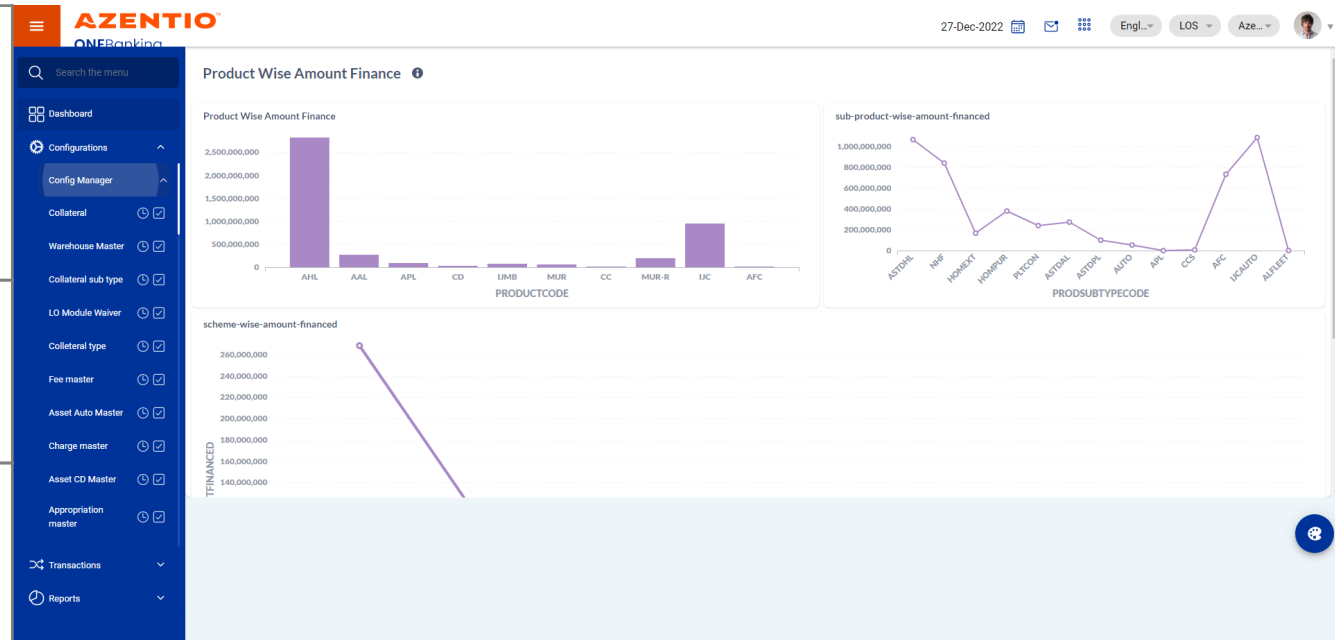 AZENTIO™
ONEBanking
27-Dec-2022
Engl...
LOS
Aze...
Search the menu
Dashboard
Configurations
Config Manager
Collateral
Warehouse Master
Collateral sub type
LO Module Waiver
Colleteral type
Fee master
Asset Auto Master
Charge master
Asset CD Master
Appropriation
master
Transactions
Reports
Product Wise Amount Finance
Product Wise Amount Finance
2,500,000,000
2,000,000,000
1,500,000,000
1,000,000,000
500,000,000
0
AHL AAL APL CD IJMB MUR CC MUR-R IJC AFC
PRODUCTCODE
sub-product-wise-amount-financed
1,000,000,000
800,000,000
600,000,000
400,000,000
200,000,000
0
ASTDHL NHF HOMEXT HOMPUR PLTCON ASTDAL ASTDPL AUTO APL CCS AFC IJCAUTO ALFLEET
PRODSUBTYPECODE
scheme-wise-amount-financed
260,000,000
240,000,000
220,000,000
200,000,000
180,000,000
160,000,000
140,000,000
TFINANCED